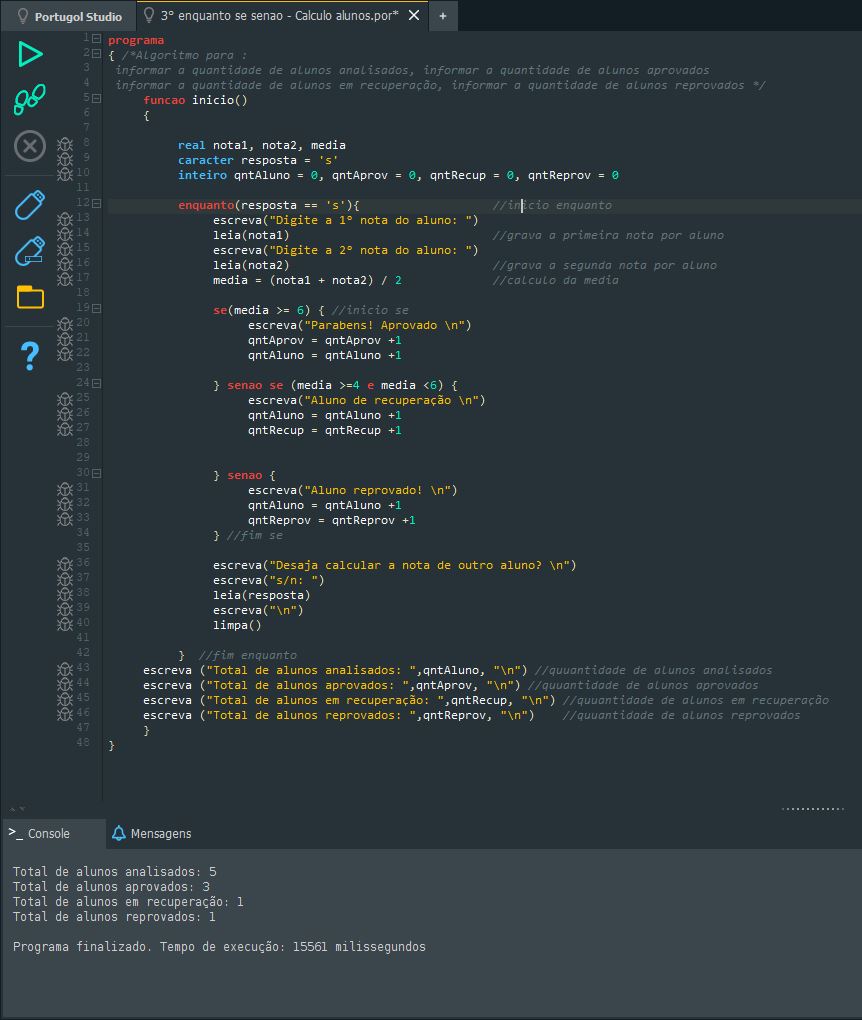 Portugol Studio
3° enquanto se senao - Calculo alunos.por* X
+
1 programa
2 { /*Algoritmo para :
3 informar a quantidade de alunos analisados, informar a quantidade de alunos aprovados
4 informar a quantidade de alunos em recuperação, informar a quantidade de alunos reprovados */
5 funcao inicio()
6 {
7
8 real nota1, nota2, media
9 caracter resposta = 's'
10 inteiro qntAluno = 0, qntAprov = 0, qntRecup = 0, qntReprov = 0
11
12 enquanto(resposta == 's'){ //inicio enquanto
13 escreva("Digite a 1° nota do aluno: ")
14 leia(nota1) //grava a primeira nota por aluno
15 escreva("Digite a 2° nota do aluno: ")
16 leia(nota2) //grava a segunda nota por aluno
17 media = (nota1 + nota2) / 2 //calculo da media
18
19 se(media >= 6) { //inicio se
20 escreva("Parabens! Aprovado \n")
21 qntAprov = qntAprov +1
22 qntAluno = qntAluno +1
23
24 } senao se (media >=4 e media <6) {
25 escreva("Aluno de recuperação \n")
26 qntAluno = qntAluno +1
27 qntRecup = qntRecup +1
28
29
30 } senao {
31 escreva("Aluno reprovado! \n")
32 qntAluno = qntAluno +1
33 qntReprov = qntReprov +1
34 } //fim se
35
36 escreva("Desaja calcular a nota de outro aluno? \n")
37 escreva("s/n: ")
38 leia(resposta)
39 escreva("\n")
40 limpa()
41
42 } //fim enquanto
43 escreva ("Total de alunos analisados: ",qntAluno, "\n") //quuantidade de alunos analisados
44 escreva ("Total de alunos aprovados: ",qntAprov, "\n") //quuantidade de alunos aprovados
45 escreva ("Total de alunos em recuperação: ",qntRecup, "\n") //quuantidade de alunos em recuperação
46 escreva ("Total de alunos reprovados: ",qntReprov, "\n") //quuantidade de alunos reprovados
47 }
48 }
>_ Console
Mensagens
Total de alunos analisados: 5
Total de alunos aprovados: 3
Total de alunos em recuperação: 1
Total de alunos reprovados: 1
Programa finalizado. Tempo de execução: 15561 milissegundos